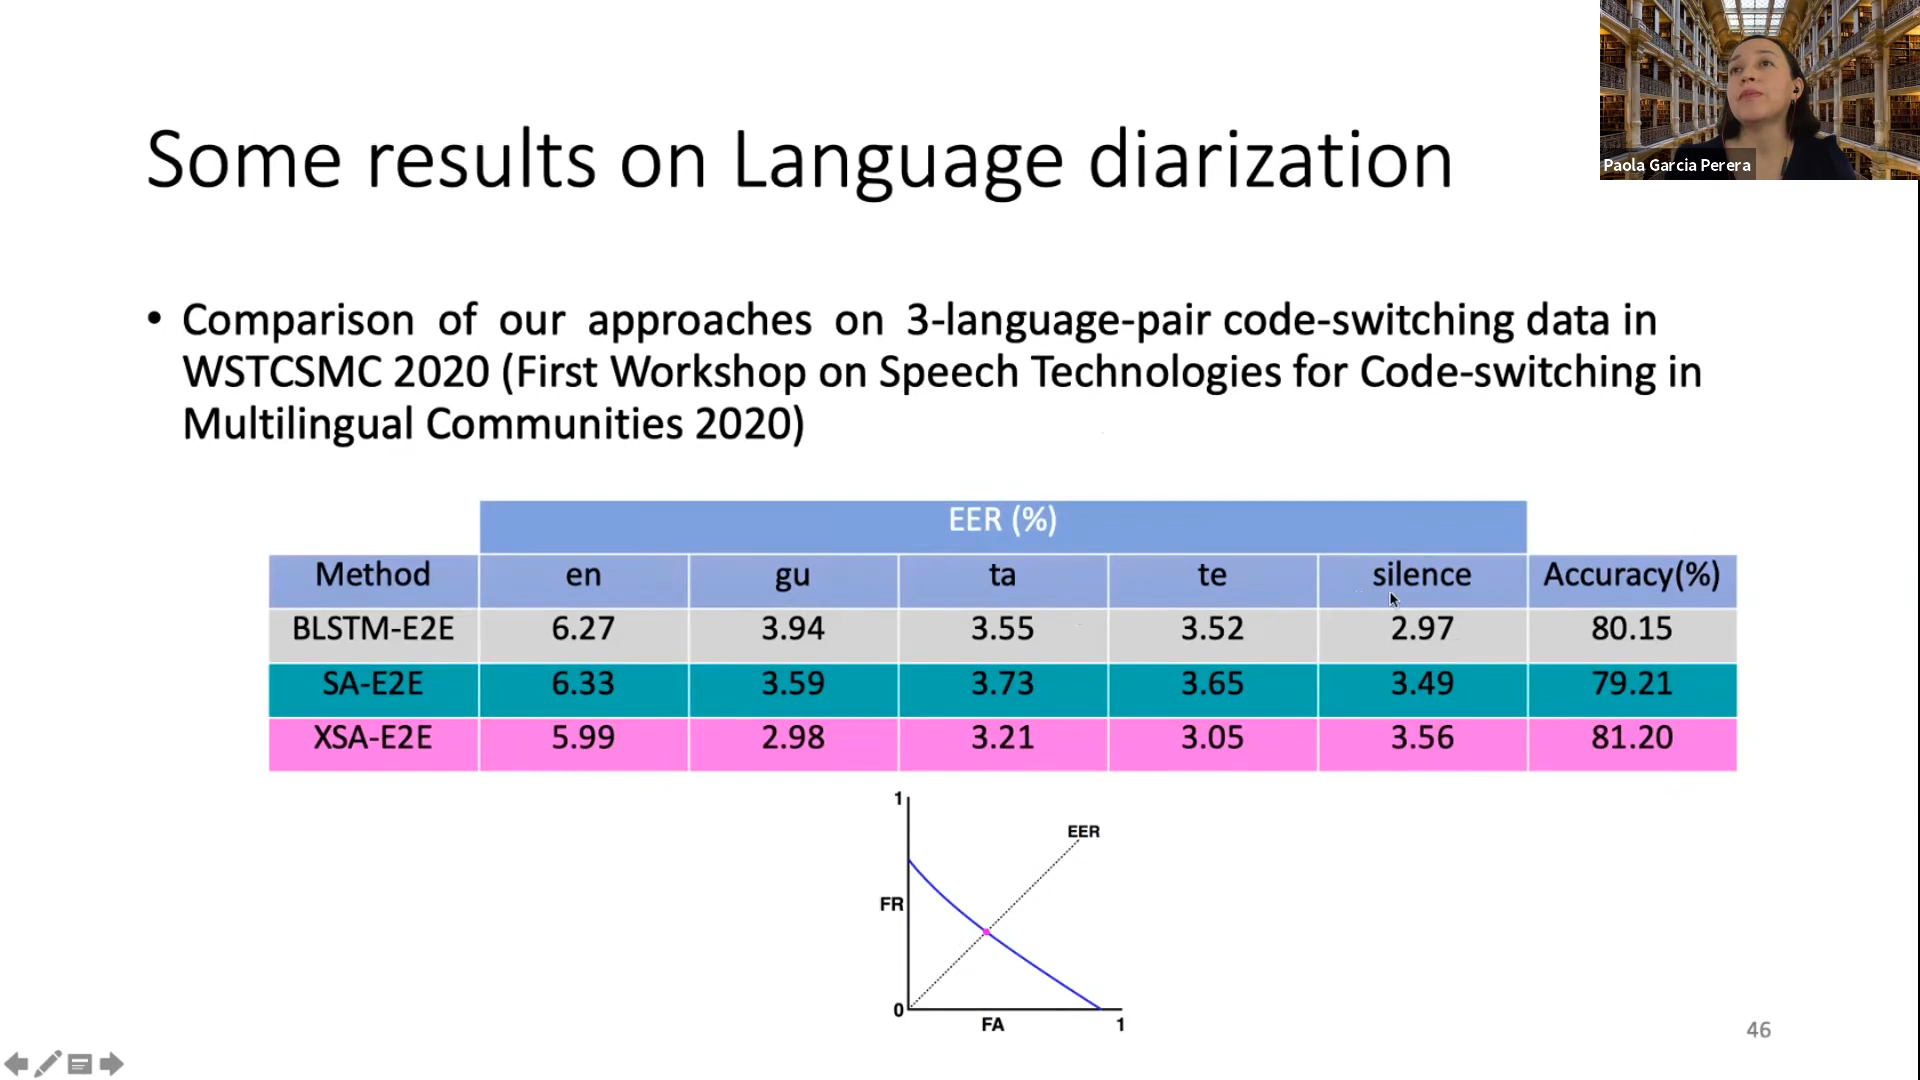 Paola Garcia Perera
Some results on Language diarization
• Comparison of our approaches on 3-language-pair code-switching data in
WSTCSMC 2020 (First Workshop on Speech Technologies for Code-switching in
Multilingual Communities 2020)
EER (%)
Method en gu ta te silence Accuracy(%)
BLSTM-E2E 6.27 3.94 3.55 3.52 2.97 80.15
SA-E2E 6.33 3.59 3.73 3.65 3.49 79.21
XSA-E2E 5.99 2.98 3.21 3.05 3.56 81.20
1
EER
FR
0
FA 1
46